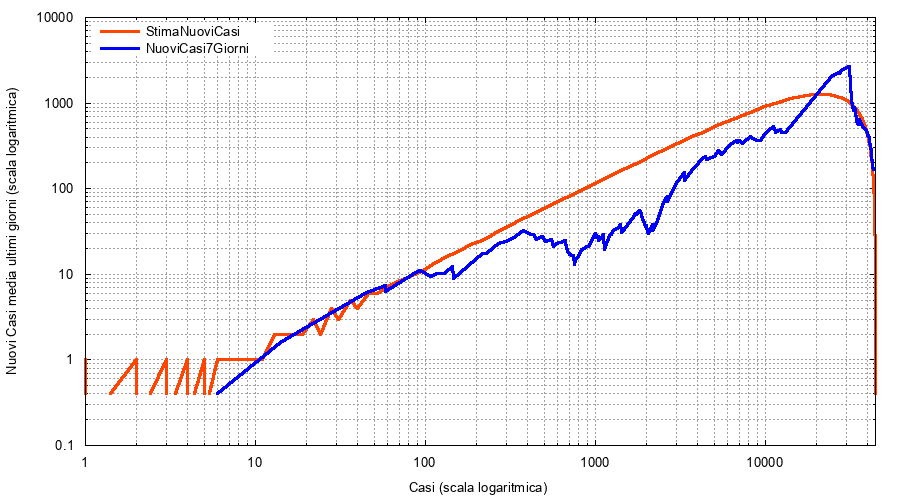 10000
1000
100
10
1
0.1
Nuovi Casi media ultimi giorni (scala logaritmica)
StimaNuoviCasi
NuoviCasi7Giorni
1
10
100
1000
10000
Casi (scala logaritmica)